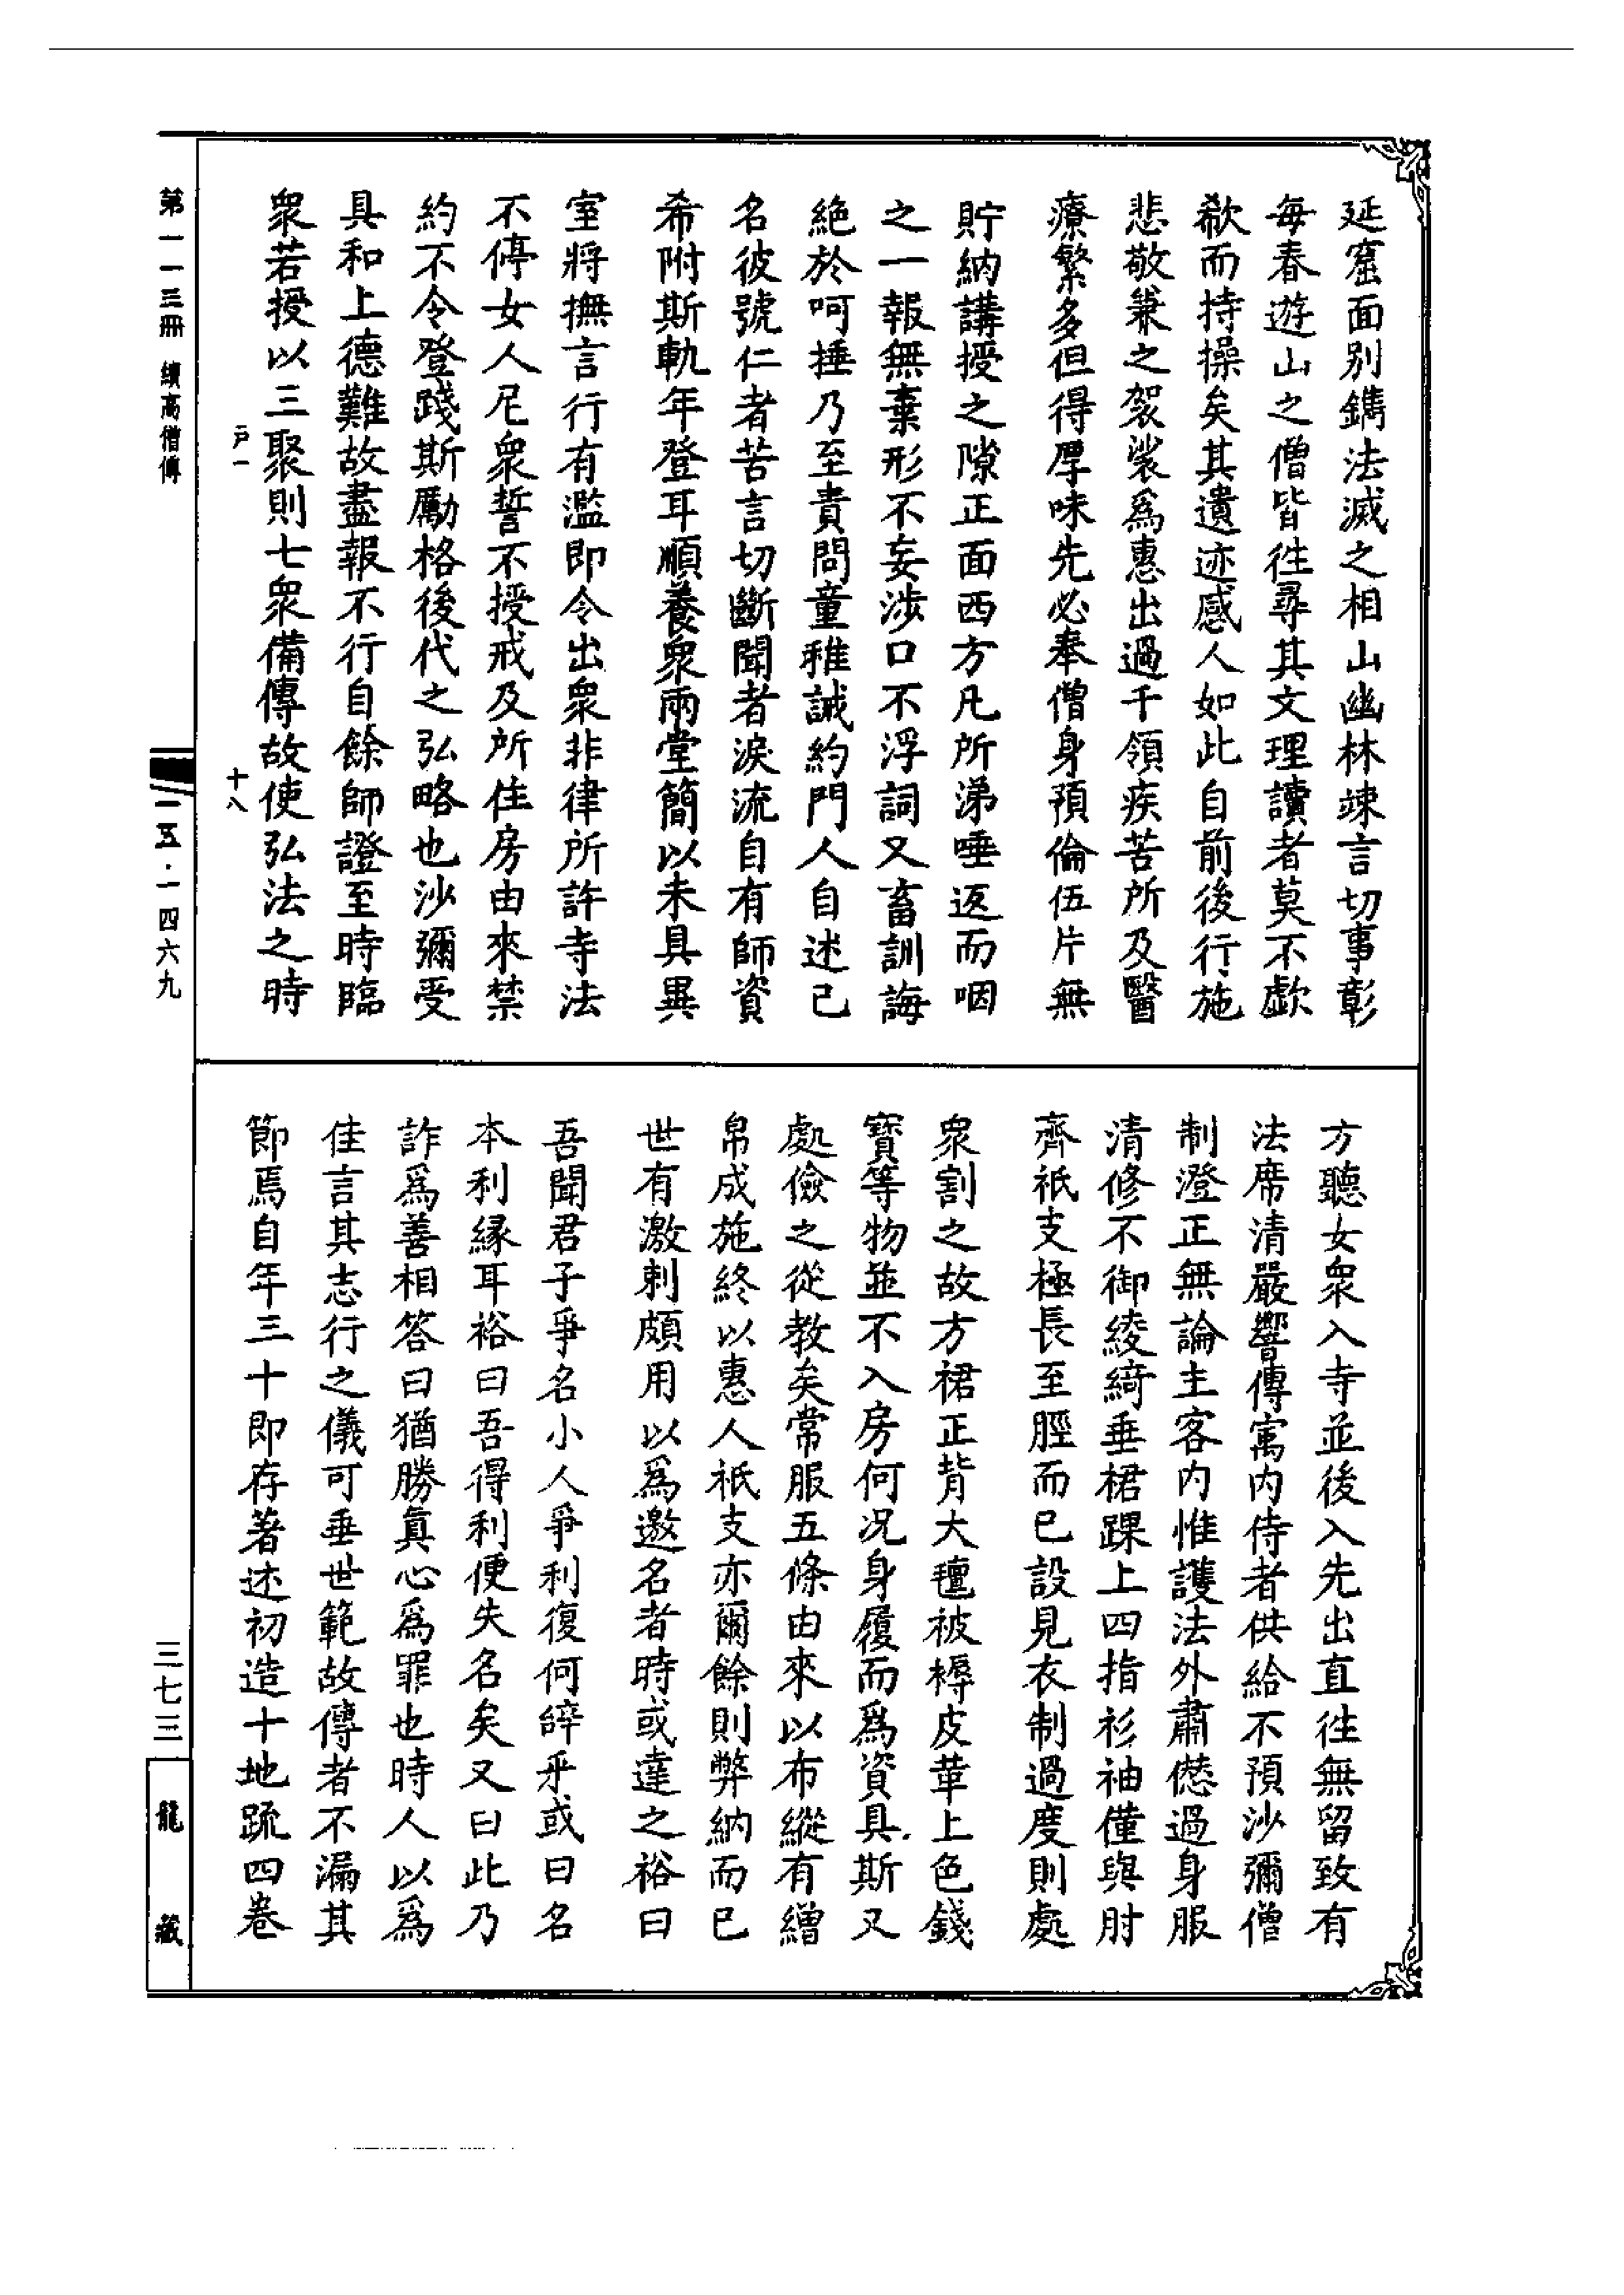 延窟面别鐫法滅之相山幽林竦言切事彰
每春遊山之僧皆徃尋其文理讀者莫不歔
欷而持操矣其遺迹感人如此自前後行施
悲敬兼之袈裟爲惠出過千領疾苦所及醫
療繁多但得厚味先必奉僧身預倫伍片無
貯納講授之隙正面西方凡所涕唾返而咽
之一報無棄形不妄涉口不浮詞又畜訓誨
絶於呵捶乃至責問童稚誡約門人自述己
名彼號仁者苦言切斷聞者淚流自有師資
希附斯軌年登耳順養衆兩堂簡以未具異
室將撫言行有濫即令出衆非律所許寺法
不停女人尼衆誓不授戒及所住房由來禁
約不令登踐斯勵格後代之弘略也沙彌受
具和上德難故盡報不行自餘師證至時臨
衆若授以三聚則七衆備傳故使弘法之時
戸一
十八
方聽女衆入寺並後入先出直徃無留致有
法席清嚴響傳寓内侍者供給不預沙彌僧
制澄正無論主客内惟護法外肅愆過身服
清修不御綾綺垂裙踝上四指衫袖僅與肘
齊祇支極長至脛而已設見衣制過度則處
衆割之故方裙正背大氊被褥皮革上色錢
寶等物並不入房何况身履而爲資具斯又
處儉之從教矣常服五條由來以布縱有繒
帛成施終以惠人祇支亦爾餘則弊納而已
世有激刺頗用以爲邀名者時或達之裕曰
吾聞君子爭名小人爭利復何辤乎或曰名
本利緣耳裕曰吾得利便失名矣又曰此乃
詐爲善相答曰猶勝真心爲罪也時人以爲
佳言其志行之儀可垂世範故傳者不漏其
節焉自年三十即存著述初造十地疏四卷
第一一三冊 續高僧傳
一五·一四六九
三七三
龍藏